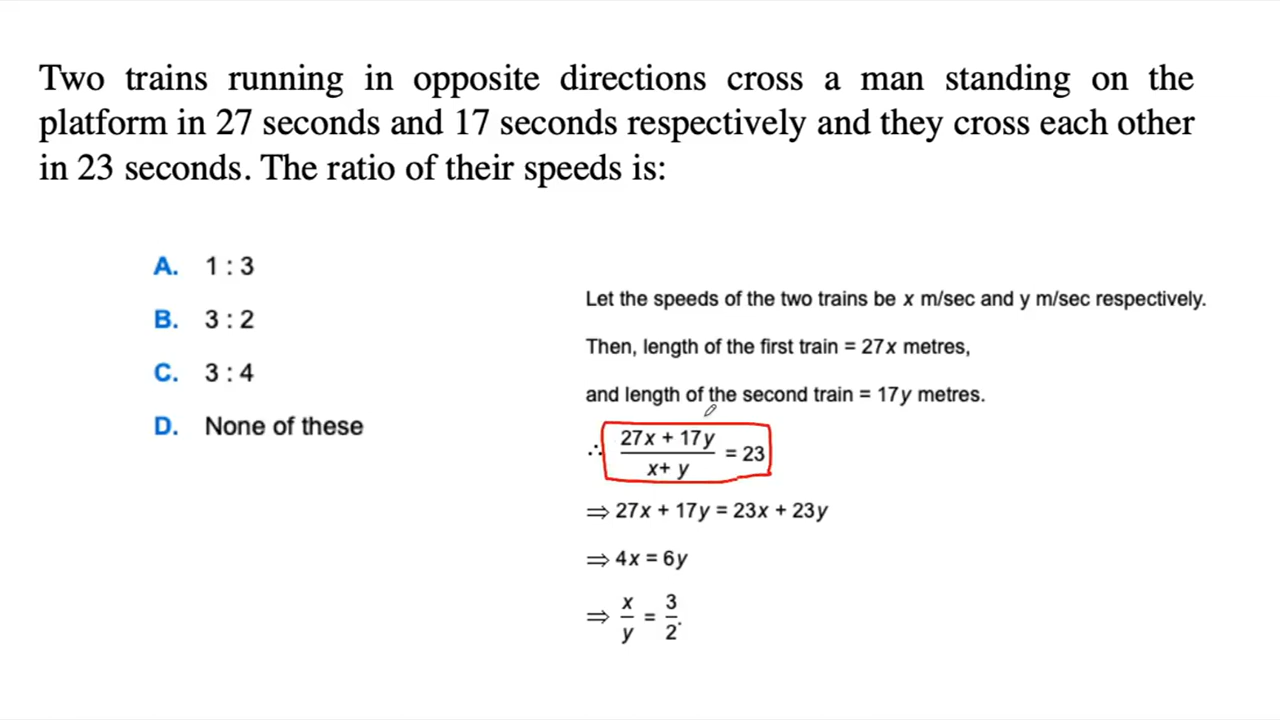 Two trains running in opposite directions cross a man standing on the
platform in 27 seconds and 17 seconds respectively and they cross each other
in 23 seconds. The ratio of their speeds is:
A. 1 : 3
B. 3 : 2
C. 3 : 4
D. None of these
Let the speeds of the two trains be x m/sec and y m/sec respectively.
Then, length of the first train = 27x metres,
and length of the second train = 17y metres.
∴ 27x + 17y
x+ y
= 23
⇒ 27x + 17y = 23x + 23y
⇒ 4x = 6y
⇒ x/y = 3/2.